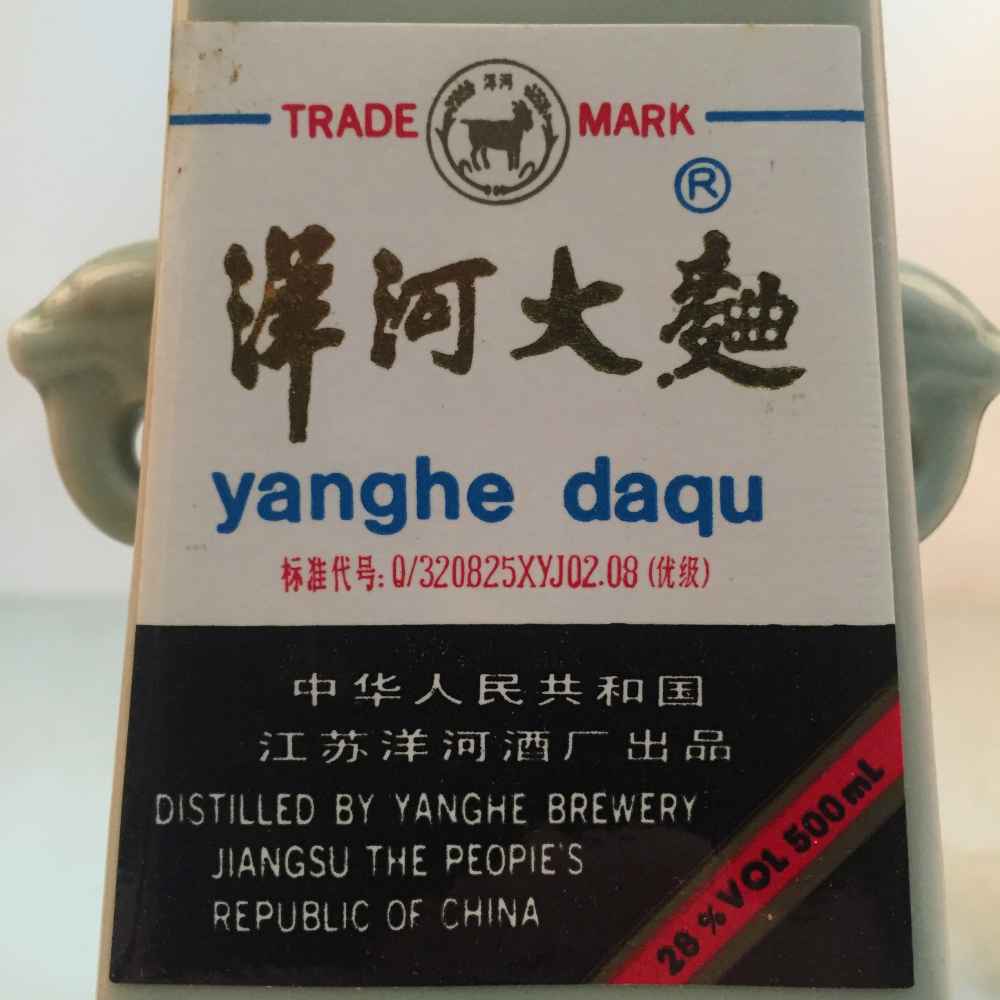 洋河
TRADE MARK
®
洋河大麯
yanghe daqu
标准代号: Q/320825XYJ02.08 (优级)
中华人民共和国
江苏洋河酒厂出品
DISTILLED BY YANGHE BREWERY
JIANGSU THE PEOPIE'S
REPUBLIC OF CHINA
28 % VOL 500mL